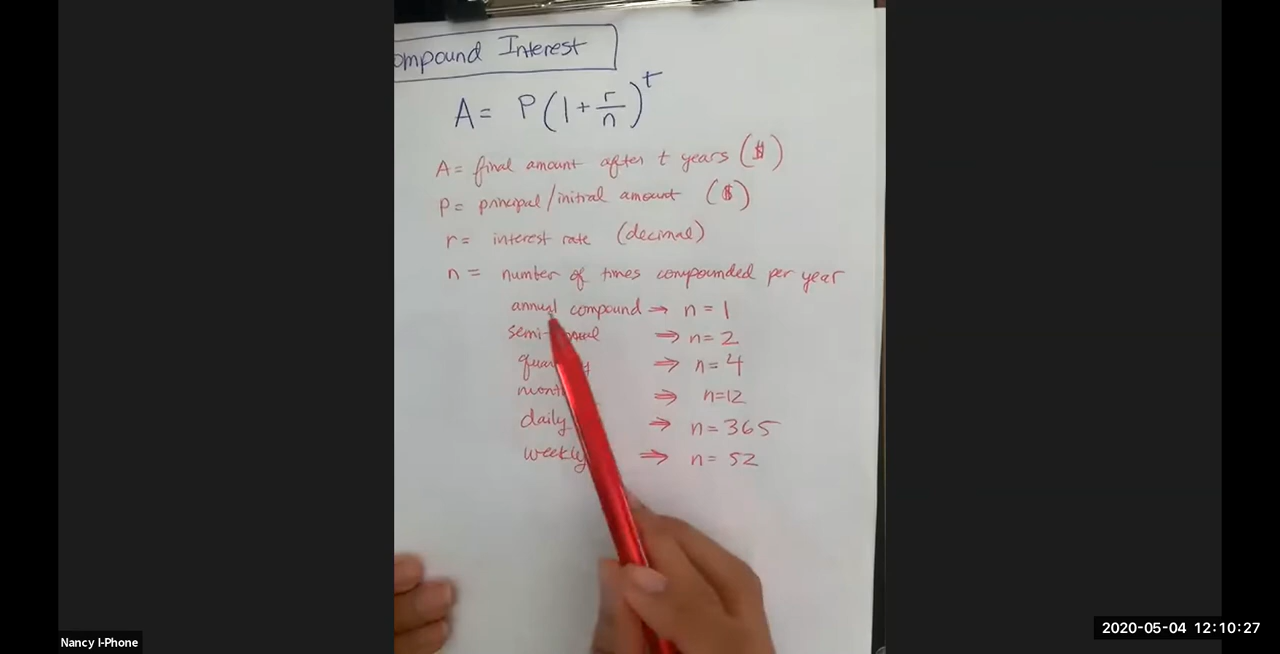 ompound Interest
A = P(1 + r/n)^t
A = final amount after t years ($)
P = principal/initial amount ($)
r = interest rate (decimal)
n = number of times compounded per year
annual compound ⇒ n = 1
semi- ⇒ n = 2
⇒ n = 4
⇒ n=12
daily ⇒ n = 365
weekly ⇒ n = 52
Nancy I-Phone
2020-05-04 12:10:27